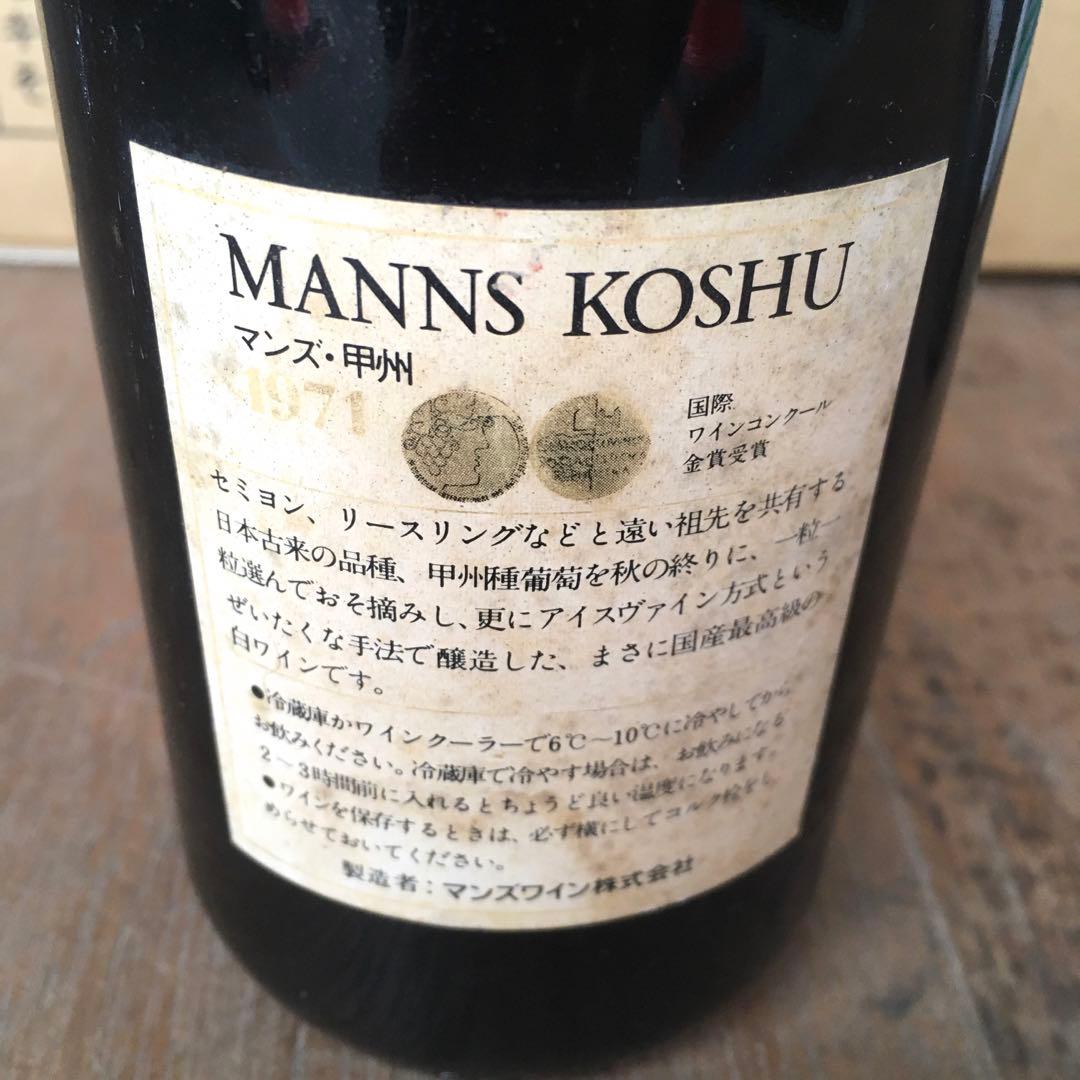 MANNS KOSHU
マンズ・甲州
1971
国際
ワインコンクール
金賞受賞
セミヨン、リースリングなどと遠い祖先を共有する
日本古来の品種、甲州種葡萄を秋の終りに、一粒一
粒選んでおそ摘みし、更にアイスヴァイン方式という
ぜいたくな手法で醸造した、まさに国産最高級の
白ワインです。
●冷蔵庫かワインクーラーで6℃〜10℃に冷やしてから
お飲みください。冷蔵庫で冷やす場合は、お飲みになる
2〜3時間前に入れるとちょうど良い温度になります。
●ワインを保存するときは、必ず横にしてコルク栓をし
めらせておいてください。
製造者：マンズワイン株式会社